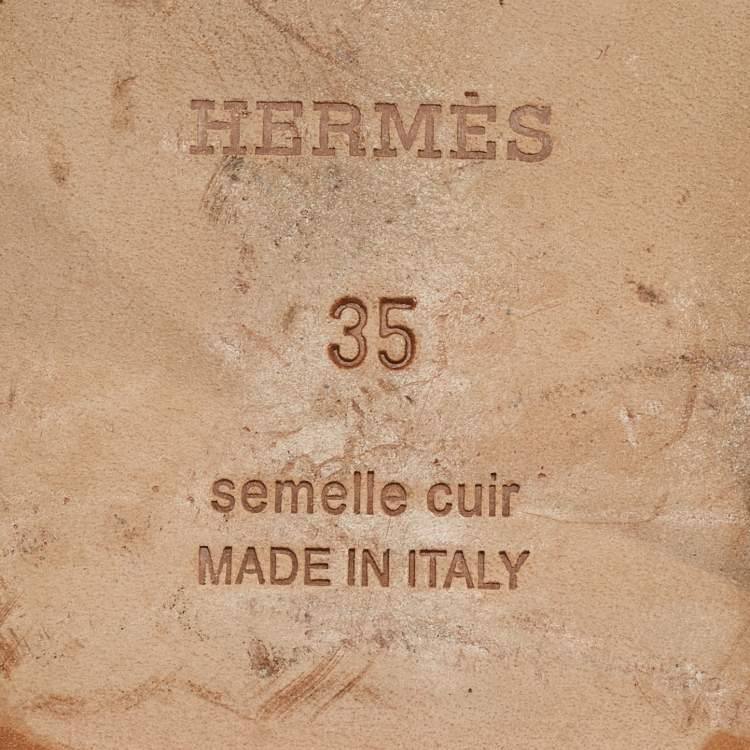 HERMÈS
35
semelle cuir
MADE IN ITALY